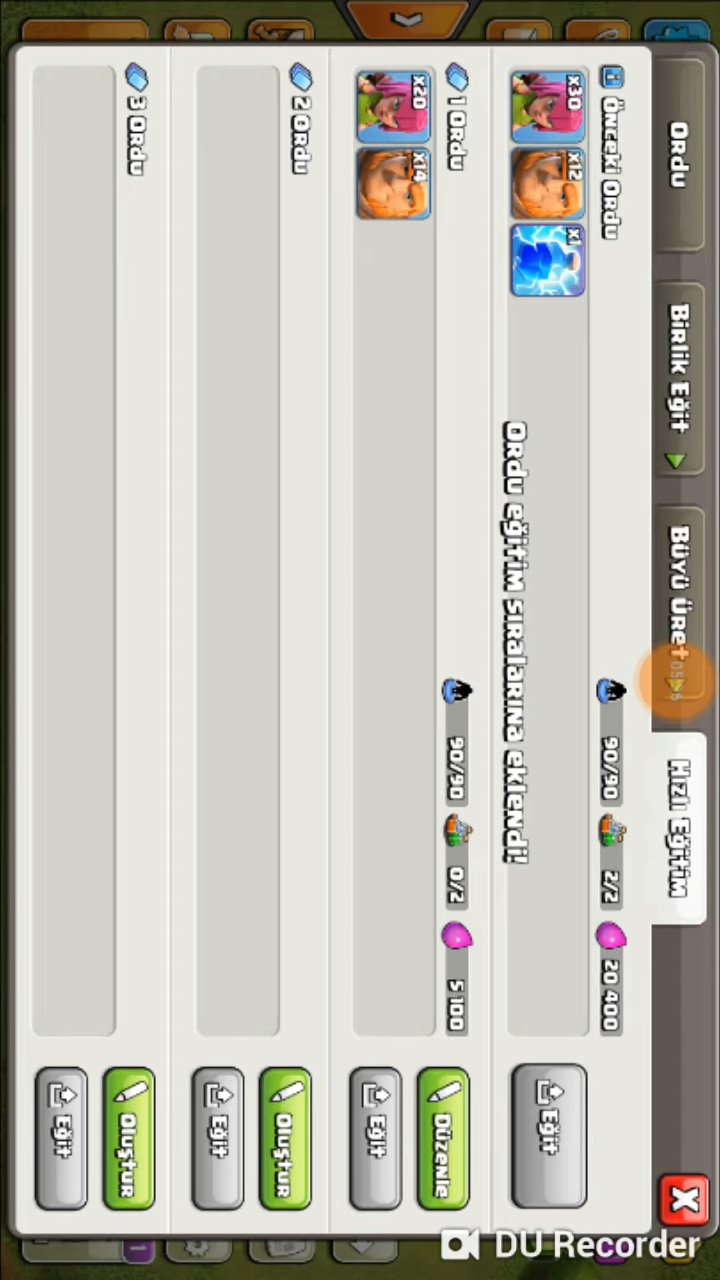 Ordu
Birlik Eğit
Büyü Üret
Hızlı Eğitim
Önceki Ordu
90/90
2/2
20 400
x30
x12
x1
Eğit
Ordu eğitim sıralarına eklendi!
1 Ordu
90/90
0/2
5 100
x20
x14
Düzenle
Eğit
2 Ordu
Oluştur
Eğit
3 Ordu
Oluştur
Eğit
DU Recorder